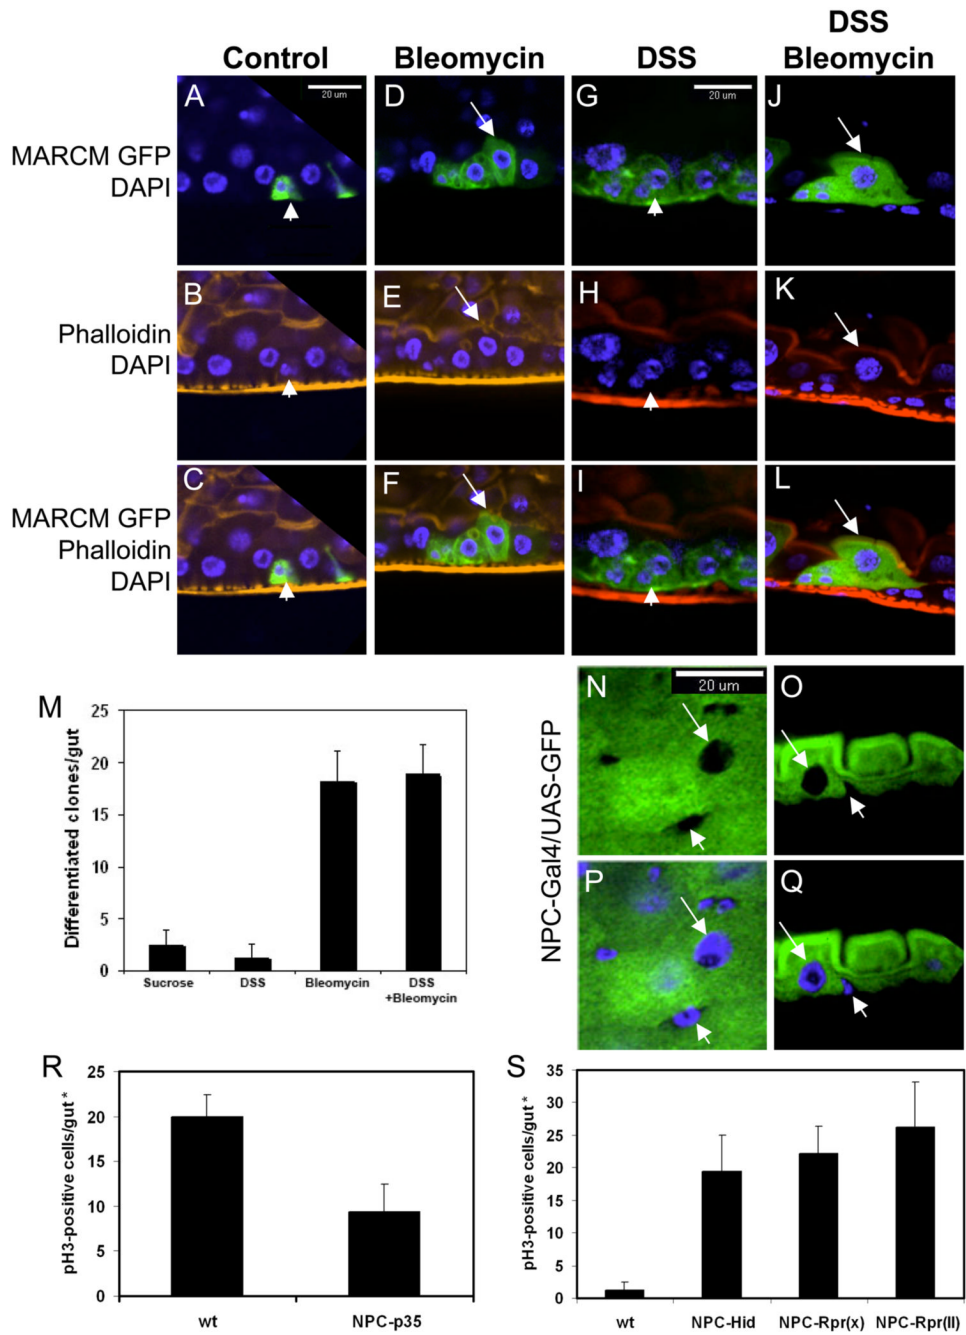 Control
Bleomycin
DSS
DSS
Bleomycin
A
20 um
D
G
20 um
J
MARCM GFP
DAPI
B
E
H
K
Phalloidin
DAPI
C
F
I
L
MARCM GFP
Phalloidin
DAPI
M
Differentiated clones/gut
25
20
15
10
5
0
Sucrose
DSS
Bleomycin
DSS
+Bleomycin
NPC-Gal4/UAS-GFP
N
20 um
O
P
Q
R
pH3-positive cells/gut *
25
20
15
10
5
0
wt
NPC-p35
S
pH3-positive cells/gut *
35
30
25
20
15
10
5
0
wt
NPC-Hid
NPC-Rpr(x)
NPC-Rpr(II)